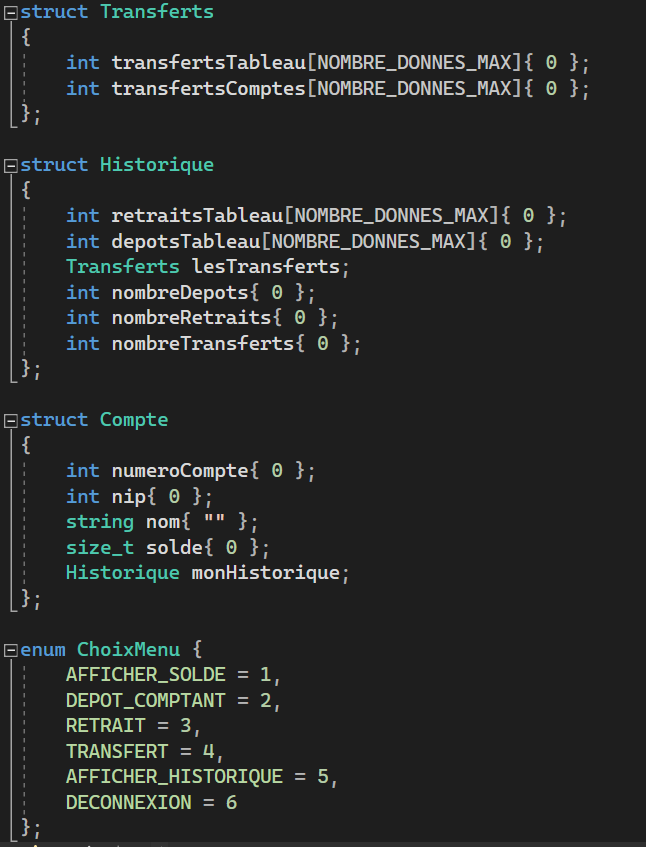 struct Transferts
{
    int transfertsTableau[NOMBRE_DONNES_MAX]{ 0 };
    int transfertsComptes[NOMBRE_DONNES_MAX]{ 0 };
};
struct Historique
{
    int retraitsTableau[NOMBRE_DONNES_MAX]{ 0 };
    int depotsTableau[NOMBRE_DONNES_MAX]{ 0 };
    Transferts lesTransferts;
    int nombreDepots{ 0 };
    int nombreRetraits{ 0 };
    int nombreTransferts{ 0 };
};
struct Compte
{
    int numeroCompte{ 0 };
    int nip{ 0 };
    string nom{ "" };
    size_t solde{ 0 };
    Historique monHistorique;
};
enum ChoixMenu {
    AFFICHER_SOLDE = 1,
    DEPOT_COMPTANT = 2,
    RETRAIT = 3,
    TRANSFERT = 4,
    AFFICHER_HISTORIQUE = 5,
    DECONNEXION = 6
};